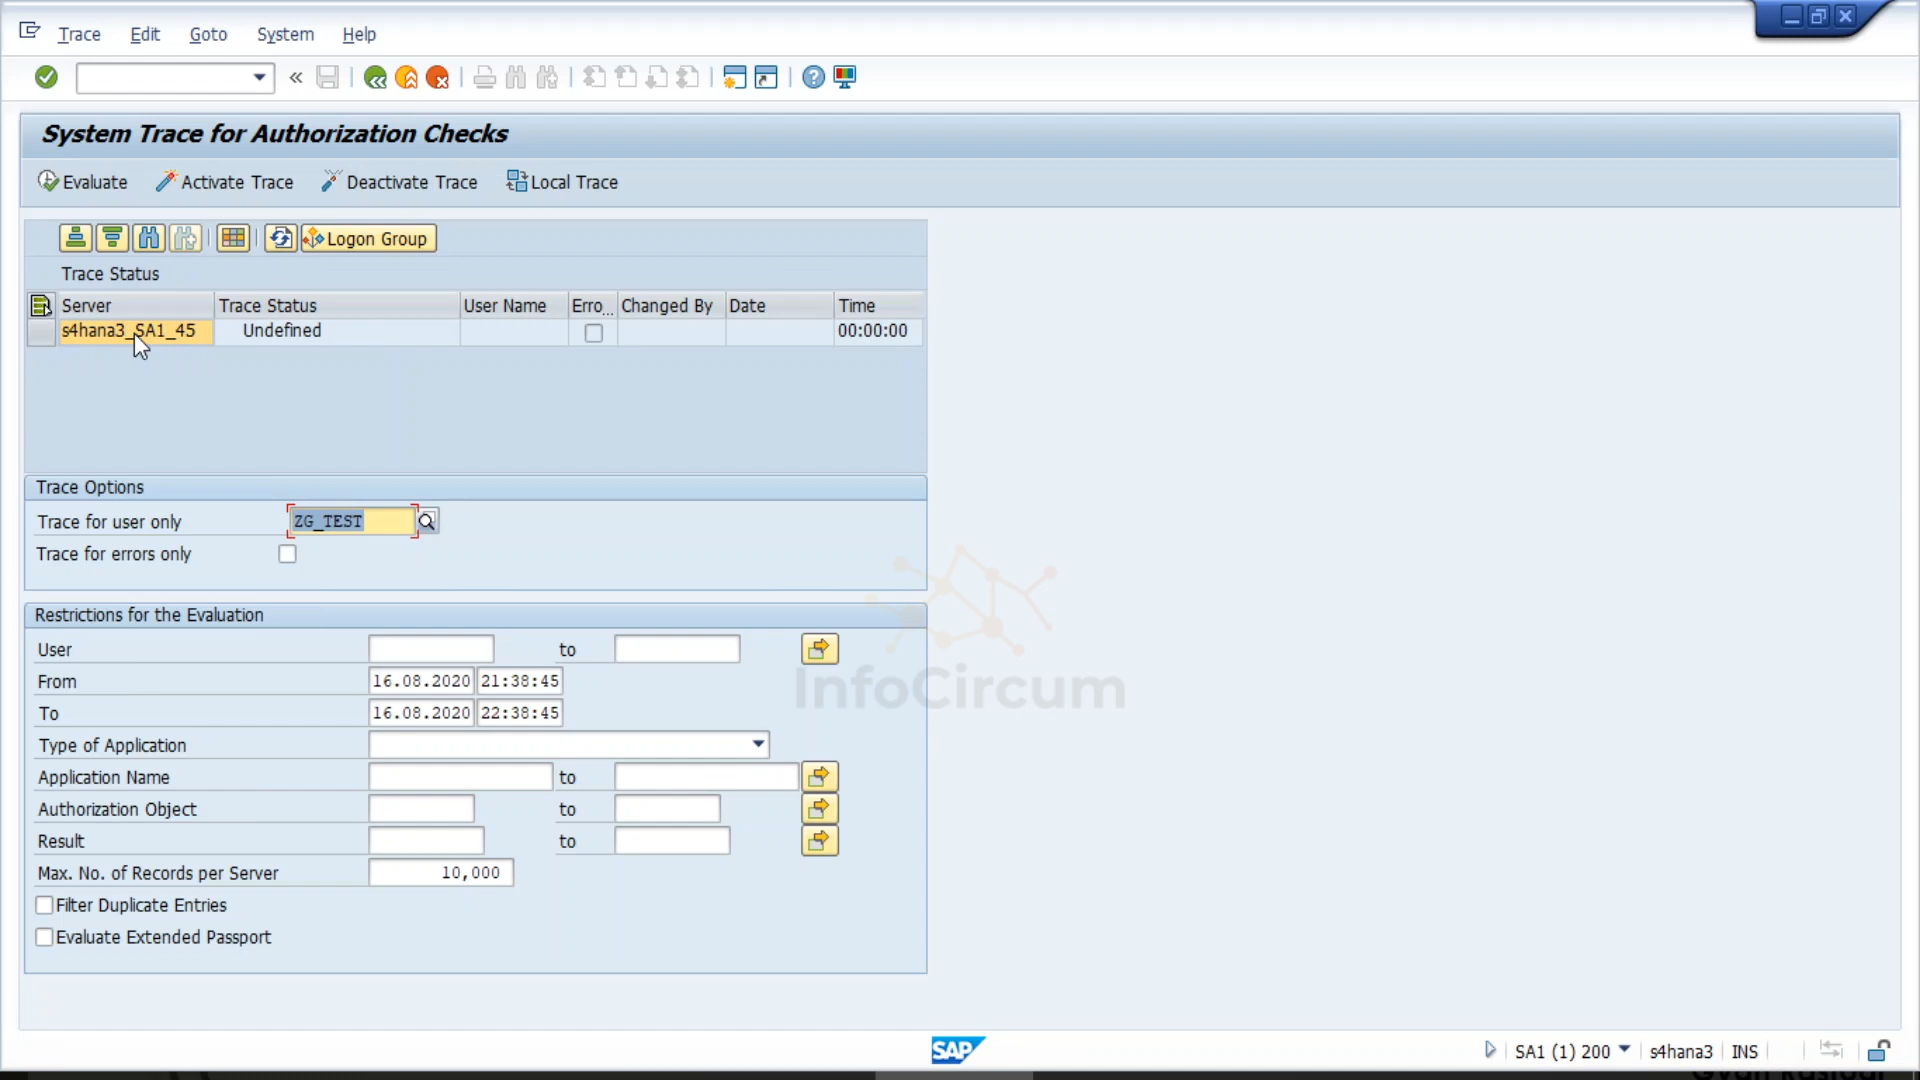 Trace Edit Goto System Help
System Trace for Authorization Checks
Evaluate Activate Trace Deactivate Trace Local Trace
Logon Group
Trace Status
Server Trace Status User Name Erro... Changed By Date Time
s4hana3_SA1_45 Undefined 00:00:00
Trace Options
Trace for user only ZG_TEST
Trace for errors only
Restrictions for the Evaluation
User to
From 16.08.2020 21:38:45
To 16.08.2020 22:38:45
Type of Application
Application Name to
Authorization Object to
Result to
Max. No. of Records per Server 10,000
Filter Duplicate Entries
Evaluate Extended Passport
InfoCircum
SAP SA1 (1) 200 s4hana3 INS